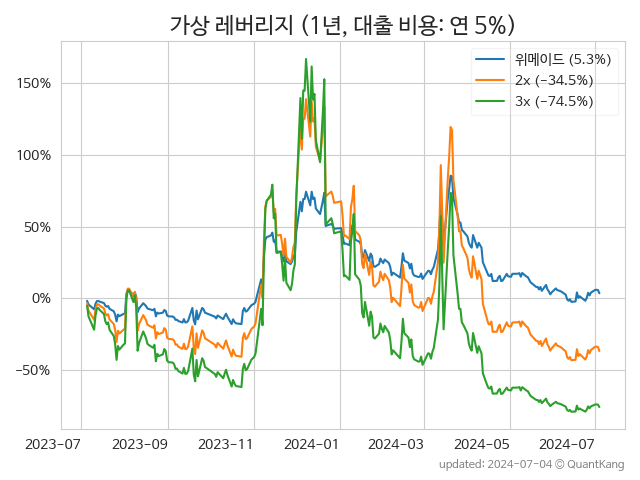 가상 레버리지 (1년, 대출 비용: 연 5%)
위메이드 (5.3%)
2x (−34.5%)
3x (−74.5%)
150%
100%
50%
0%
−50%
2023-07 2023-09 2023-11 2024-01 2024-03 2024-05 2024-07
updated: 2024-07-04 © QuantKang